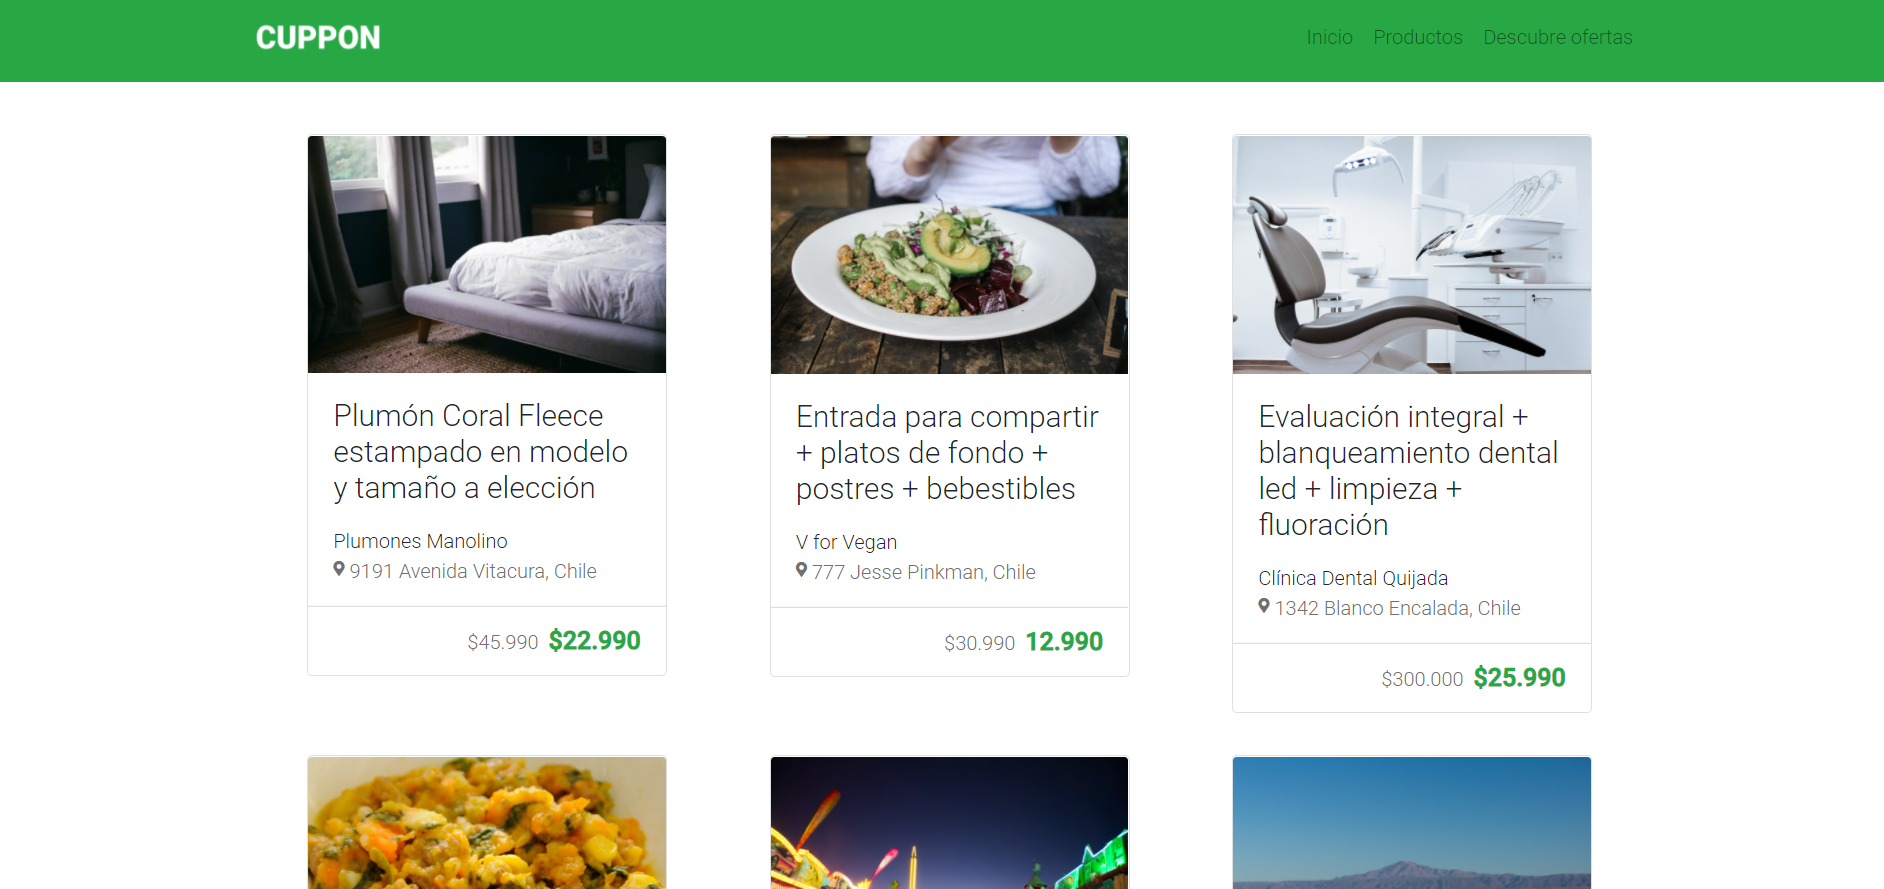 CUPPON
Inicio Productos Descubre ofertas
Plumón Coral Fleece
estampado en modelo
y tamaño a elección
Plumones Manolino
9191 Avenida Vitacura, Chile
$45.990 $22.990
Entrada para compartir
+ platos de fondo +
postres + bebestibles
V for Vegan
777 Jesse Pinkman, Chile
$30.990 12.990
Evaluación integral +
blanqueamiento dental
led + limpieza +
fluoración
Clínica Dental Quijada
1342 Blanco Encalada, Chile
$300.000 $25.990